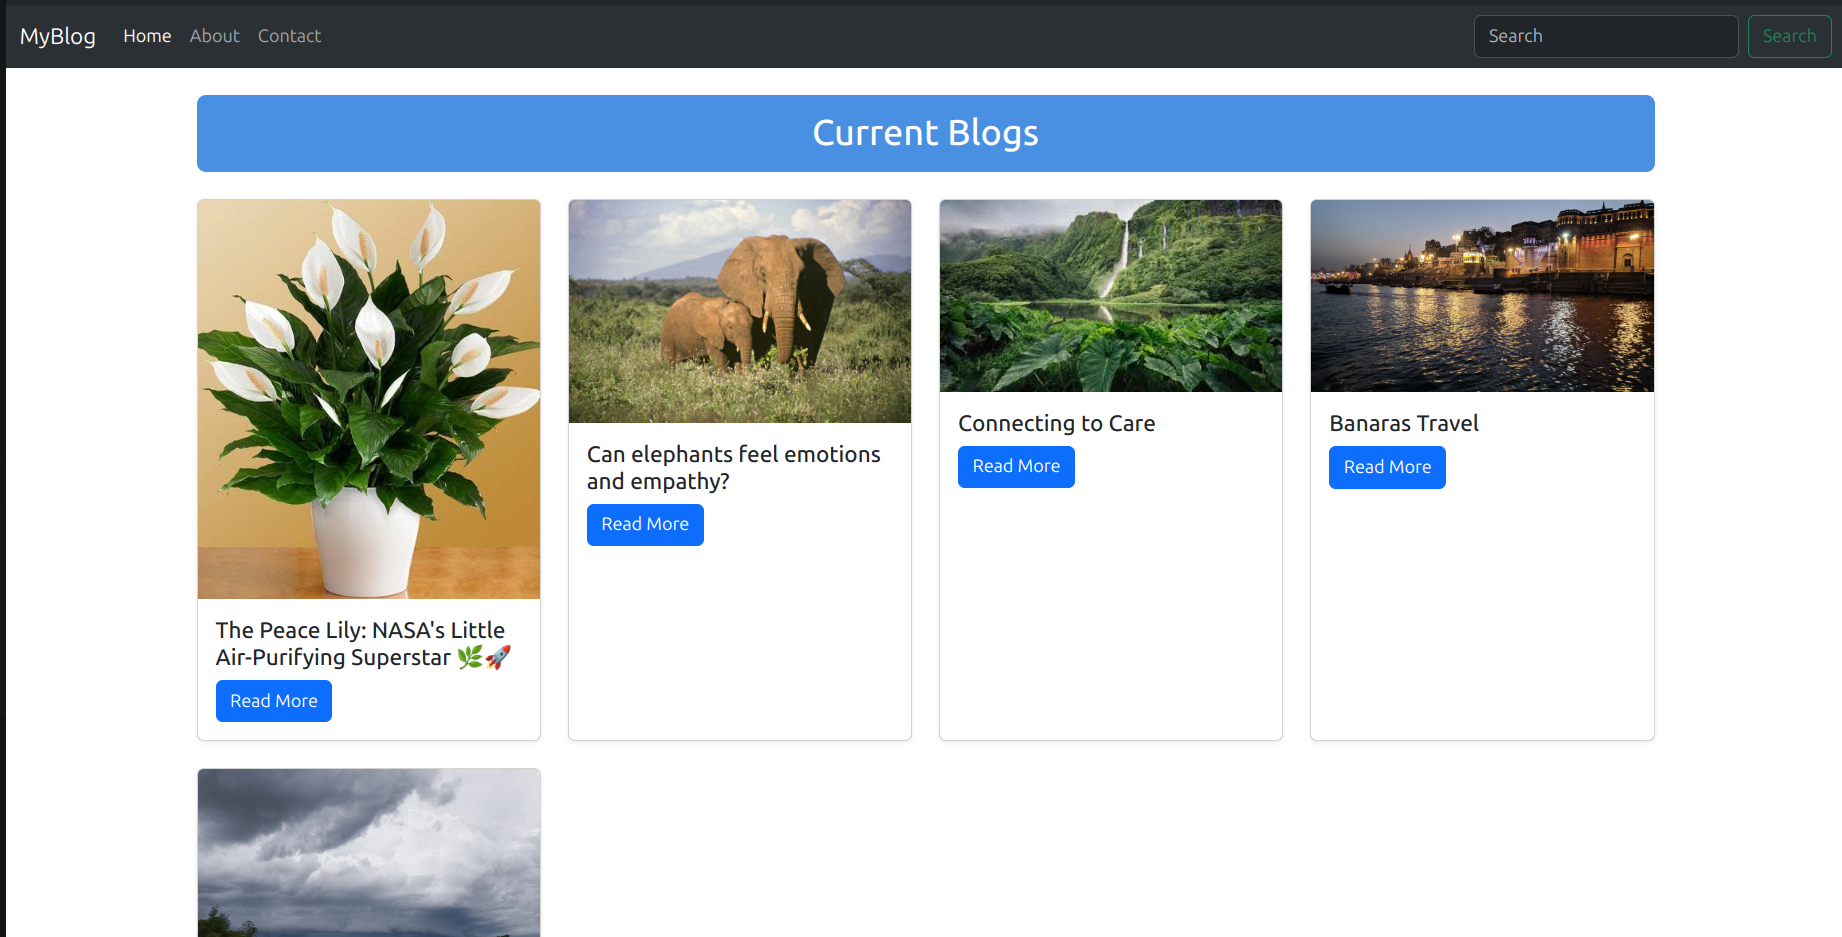 MyBlog Home About Contact Search Search
Current Blogs
The Peace Lily: NASA's Little
Air-Purifying Superstar 🌿🚀
Read More
Can elephants feel emotions
and empathy?
Read More
Connecting to Care
Read More
Banaras Travel
Read More